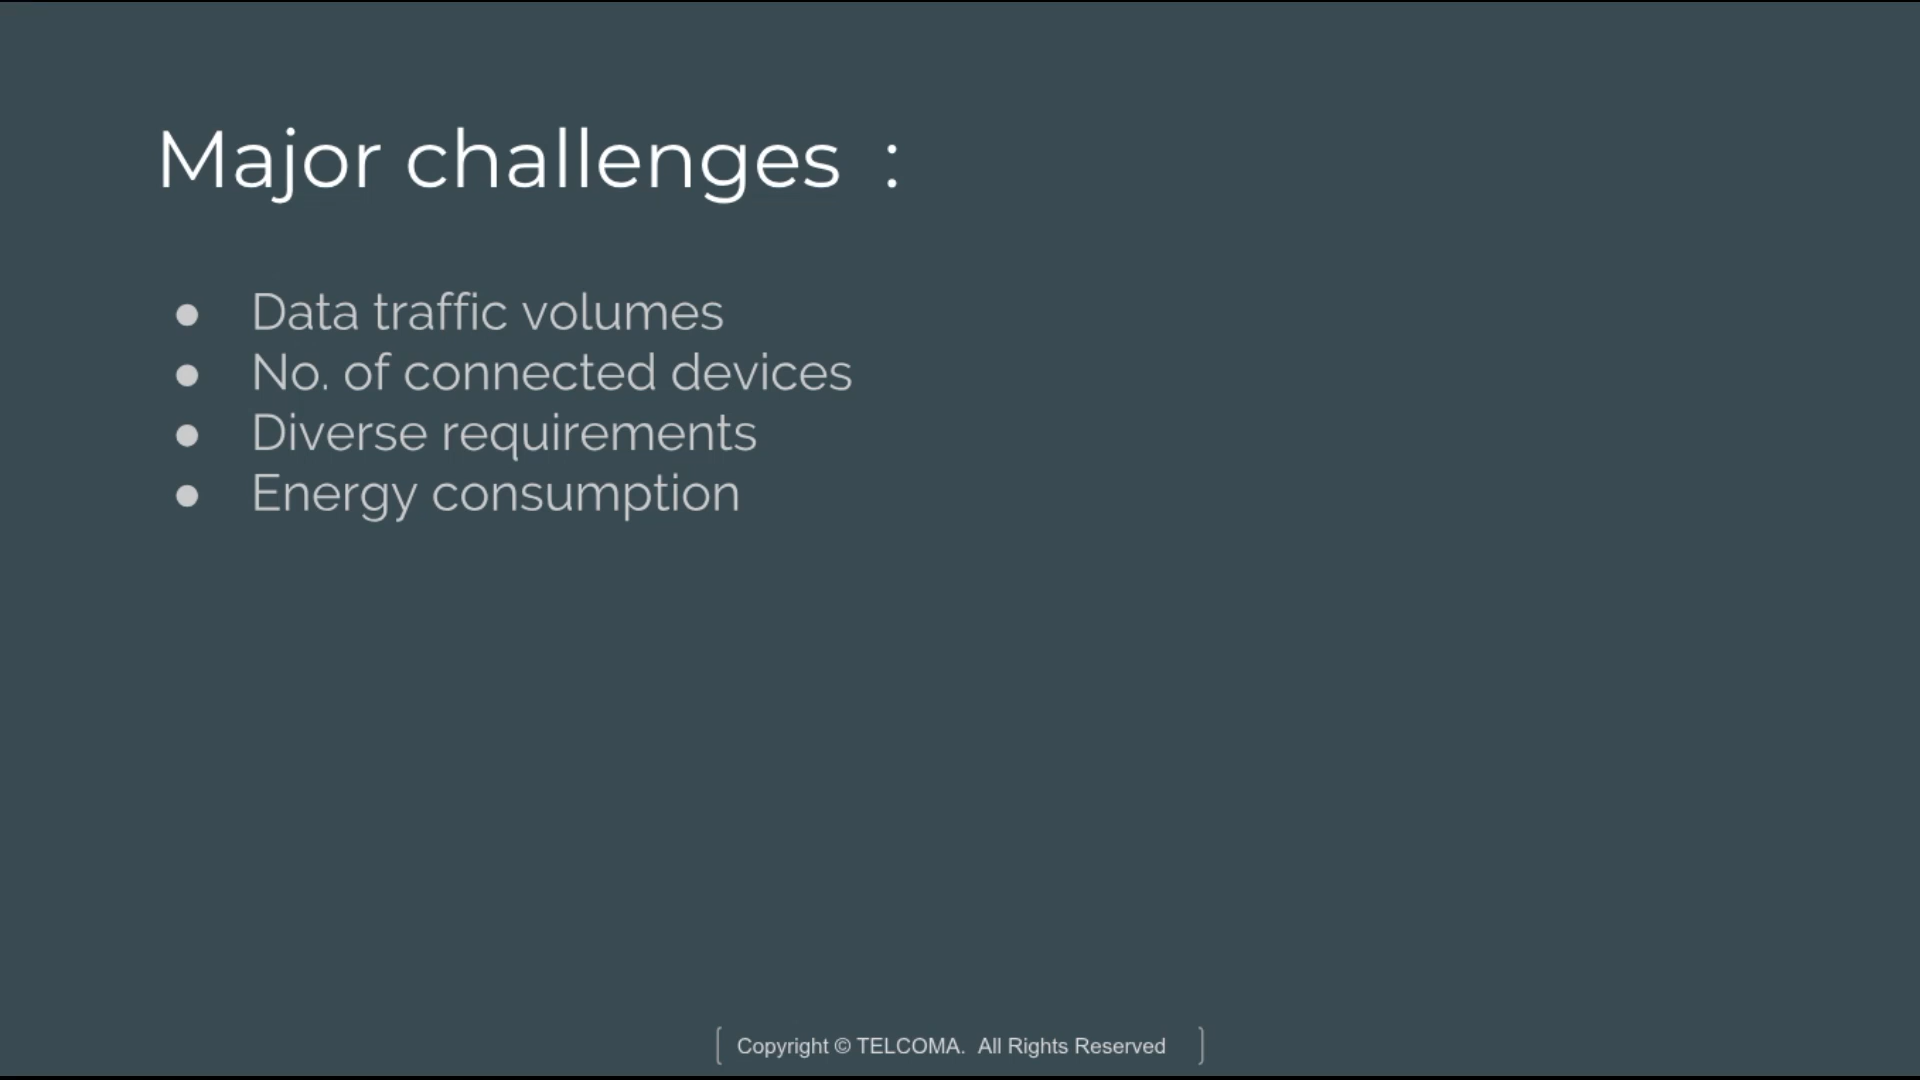 Major challenges :
● Data traffic volumes
● No. of connected devices
● Diverse requirements
● Energy consumption
[ Copyright © TELCOMA. All Rights Reserved ]